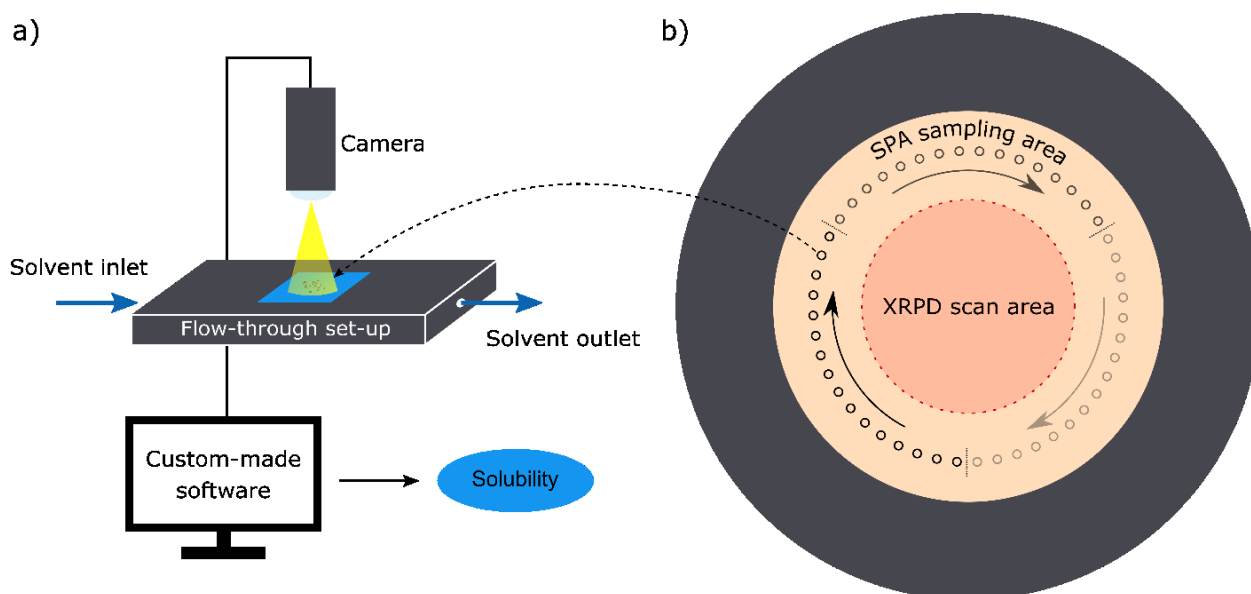 a)
Camera
Solvent inlet
Flow-through set-up
Solvent outlet
Custom-made
software
Solubility
b)
SPA sampling area
XRPD scan area